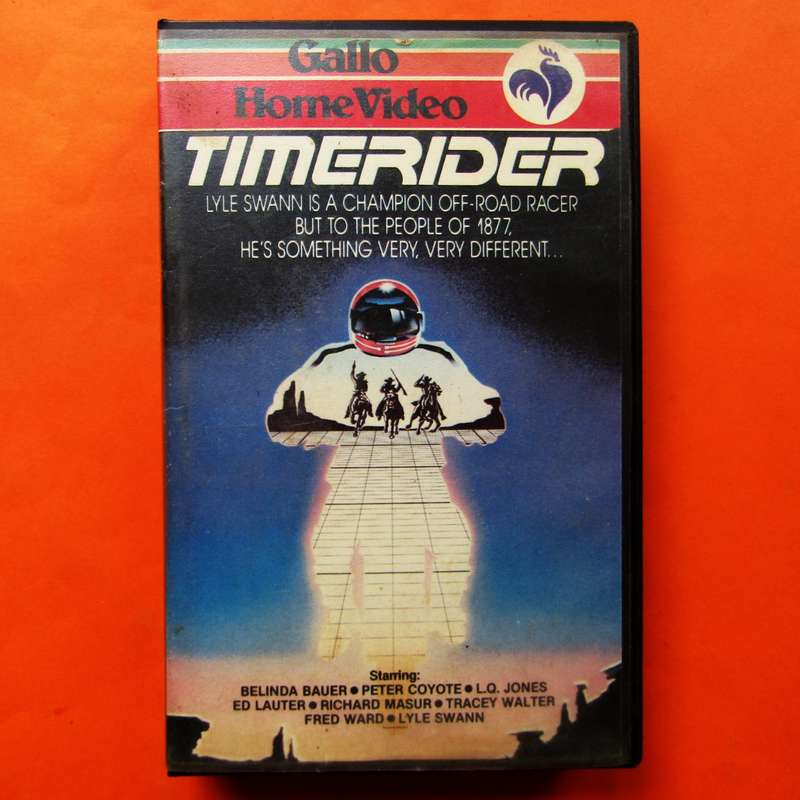 Gallo
Home Video
TIMERIDER
LYLE SWANN IS A CHAMPION OFF-ROAD RACER
BUT TO THE PEOPLE OF 1877,
HE'S SOMETHING VERY, VERY DIFFERENT...
Starring:
BELINDA BAUER • PETER COYOTE • L.Q. JONES
ED LAUTER • RICHARD MASUR • TRACEY WALTER
FRED WARD • LYLE SWANN